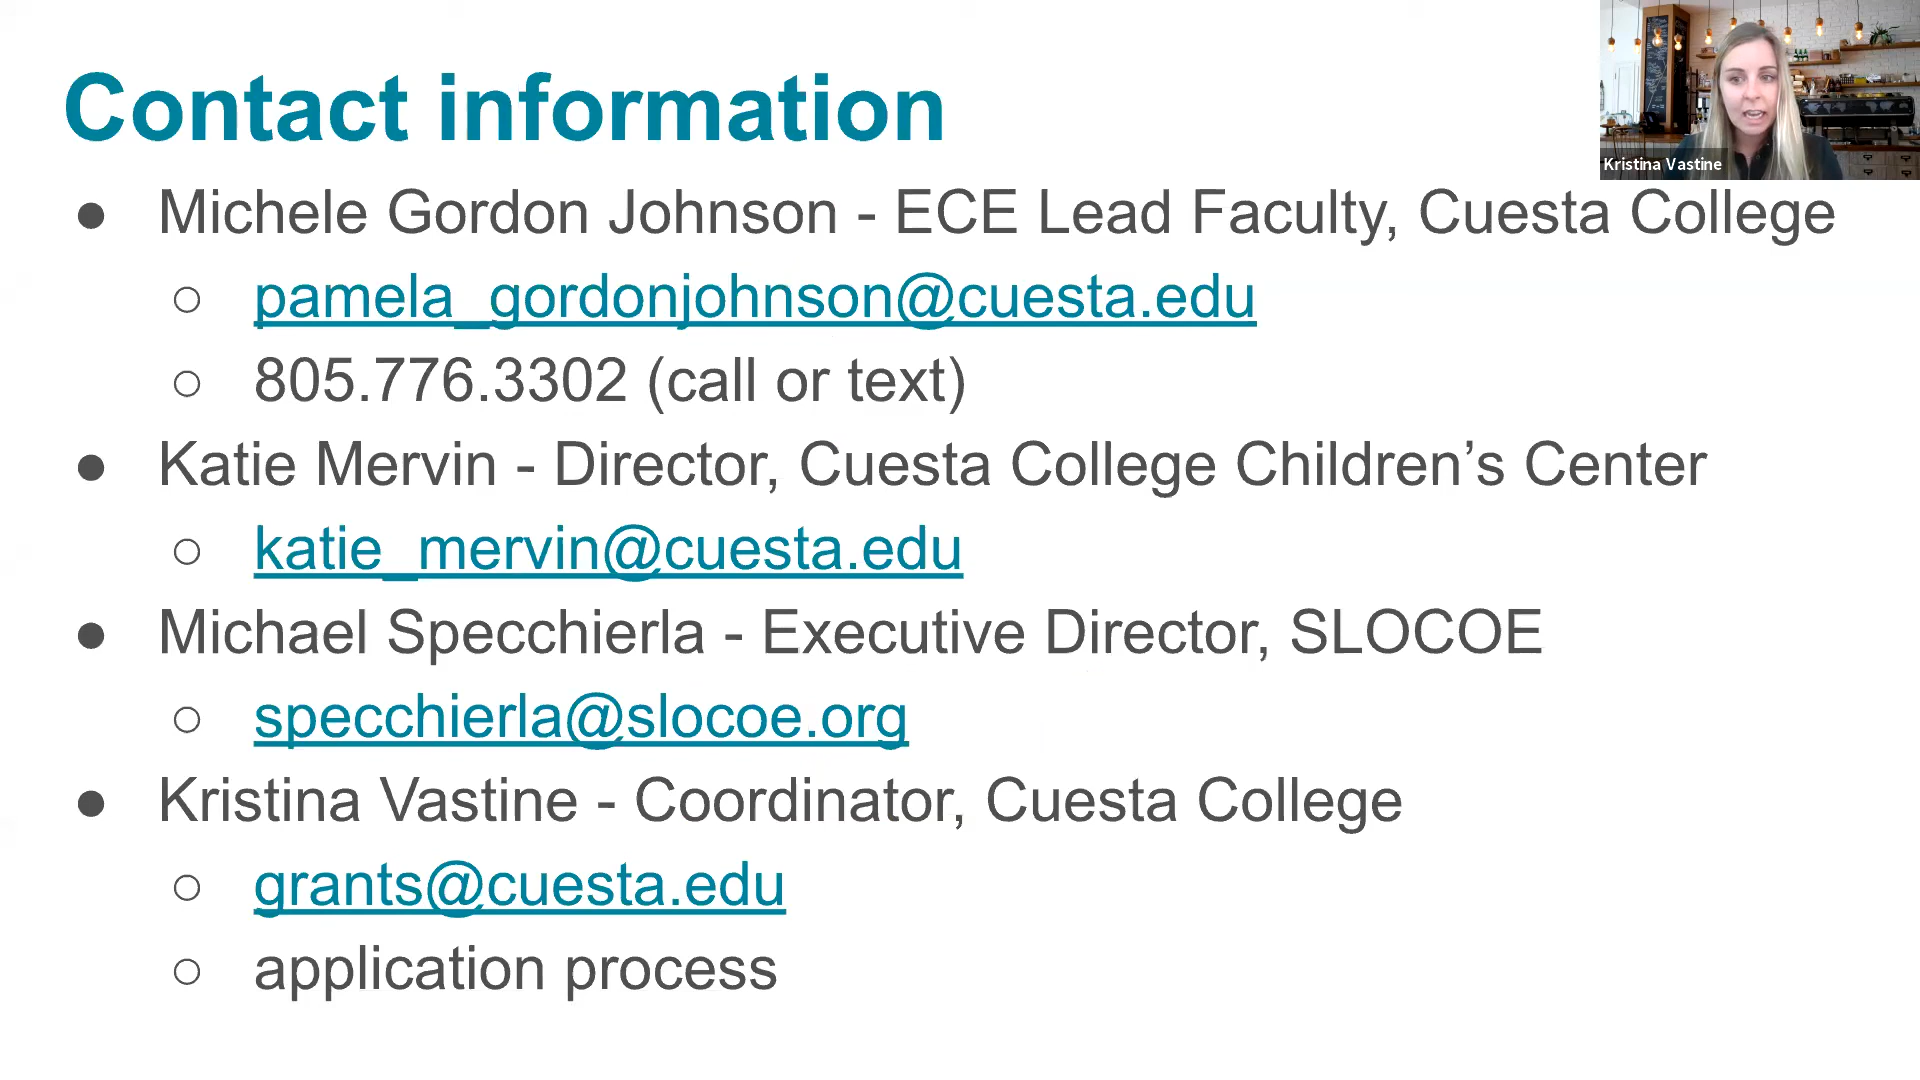 Contact information
Kristina Vastine
● Michele Gordon Johnson - ECE Lead Faculty, Cuesta College
○ pamela_gordonjohnson@cuesta.edu
○ 805.776.3302 (call or text)
● Katie Mervin - Director, Cuesta College Children’s Center
○ katie_mervin@cuesta.edu
● Michael Specchierla - Executive Director, SLOCOE
○ specchierla@slocoe.org
● Kristina Vastine - Coordinator, Cuesta College
○ grants@cuesta.edu
○ application process